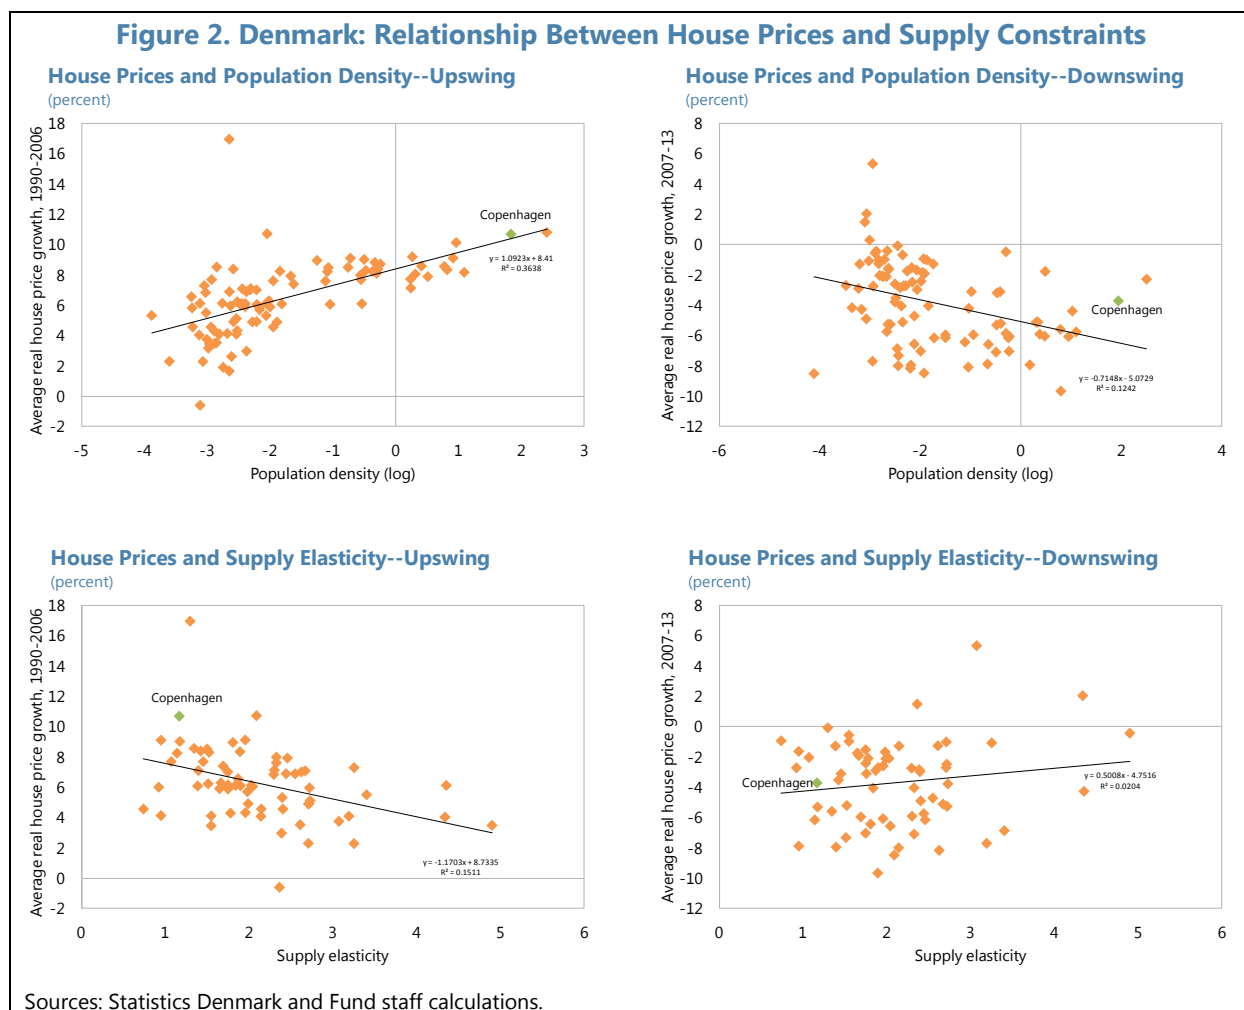 Figure 2. Denmark: Relationship Between House Prices and Supply Constraints
House Prices and Population Density--Upswing
(percent)
Average real house price growth, 1990-2006
18
16
14
12
10
8
6
4
2
0
-2
Copenhagen
y = 1.0923x + 8.41
R² = 0.3638
-5 -4 -3 -2 -1 0 1 2 3
Population density (log)
House Prices and Population Density--Downswing
(percent)
Average real house price growth, 2007-13
8
6
4
2
0
-2
-4
-6
-8
-10
-12
Copenhagen
y = -0.7148x - 5.0729
R² = 0.1242
-6 -4 -2 0 2 4
Population density (log)
House Prices and Supply Elasticity--Upswing
(percent)
Average real house price growth, 1990-2006
18
16
14
12
10
8
6
4
2
0
-2
Copenhagen
y = -1.1703x + 8.7335
R² = 0.1511
0 1 2 3 4 5 6
Supply elasticity
House Prices and Supply Elasticity--Downswing
(percent)
Average real house price growth, 2007-13
8
6
4
2
0
-2
-4
-6
-8
-10
-12
Copenhagen
y = 0.5008x - 4.7516
R² = 0.0204
0 1 2 3 4 5 6
Supply elasticity
Sources: Statistics Denmark and Fund staff calculations.